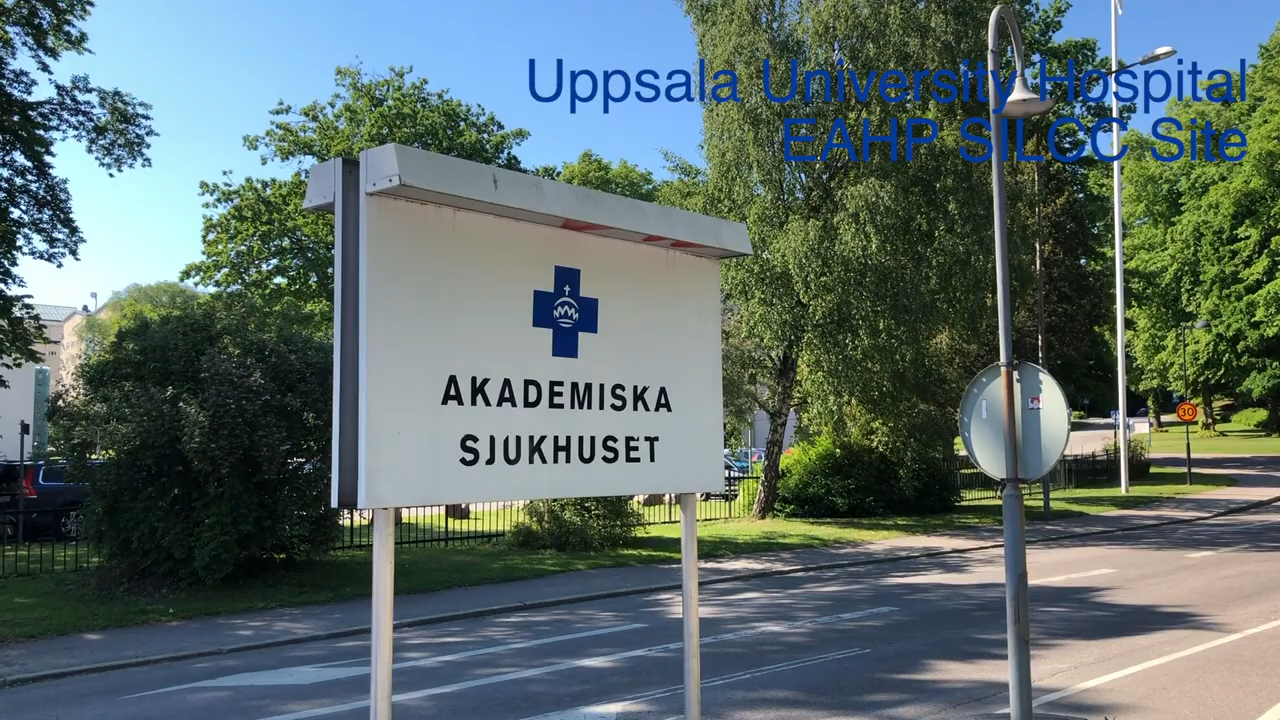 Uppsala University Hospital
EAHP SILCC Site
AKADEMISKA
SJUKHUSET
30